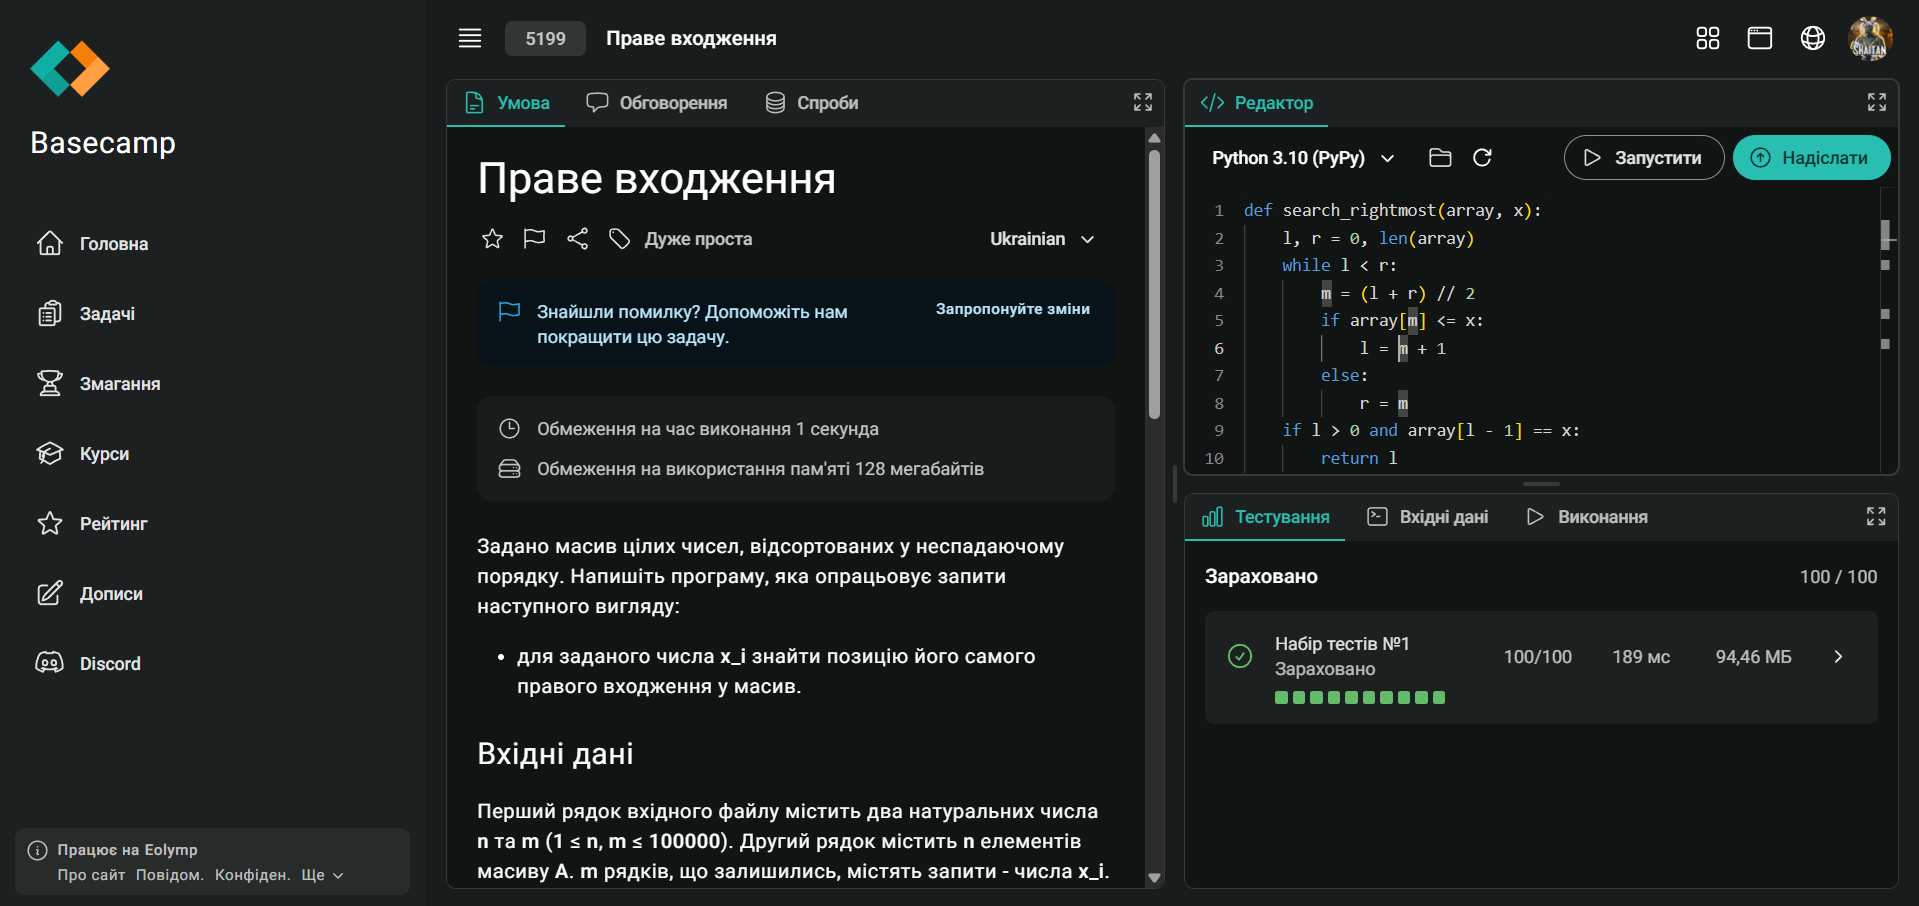 Basecamp
Головна
Задачі
Змагання
Курси
Рейтинг
Дописи
Discord
Працює на Eolymp
Про сайт Повідом. Конфіден. Ще
5199 Праве входження
Умова Обговорення Спроби
Праве входження
Дуже проста Ukrainian
Знайшли помилку? Допоможіть нам Запропонуйте зміни
покращити цю задачу.
Обмеження на час виконання 1 секунда
Обмеження на використання пам'яті 128 мегабайтів
Задано масив цілих чисел, відсортованих у неспадаючому
порядку. Напишіть програму, яка опрацьовує запити
наступного вигляду:
• для заданого числа x_i знайти позицію його самого
правого входження у масив.
Вхідні дані
Перший рядок вхідного файлу містить два натуральних числа
n та m (1 ≤ n, m ≤ 100000). Другий рядок містить n елементів
масиву A. m рядків, що залишились, містять запити - числа x_i.
SHAITAN
Редактор
Python 3.10 (PyPy) Запустити Надіслати
1 def search_rightmost(array, x):
2 l, r = 0, len(array)
3 while l < r:
4 m = (l + r) // 2
5 if array[m] <= x:
6 l = m + 1
7 else:
8 r = m
9 if l > 0 and array[l - 1] == x:
10 return l
Тестування Вхідні дані Виконання
Зараховано 100 / 100
Набір тестів №1
Зараховано
100/100 189 мс 94,46 МБ